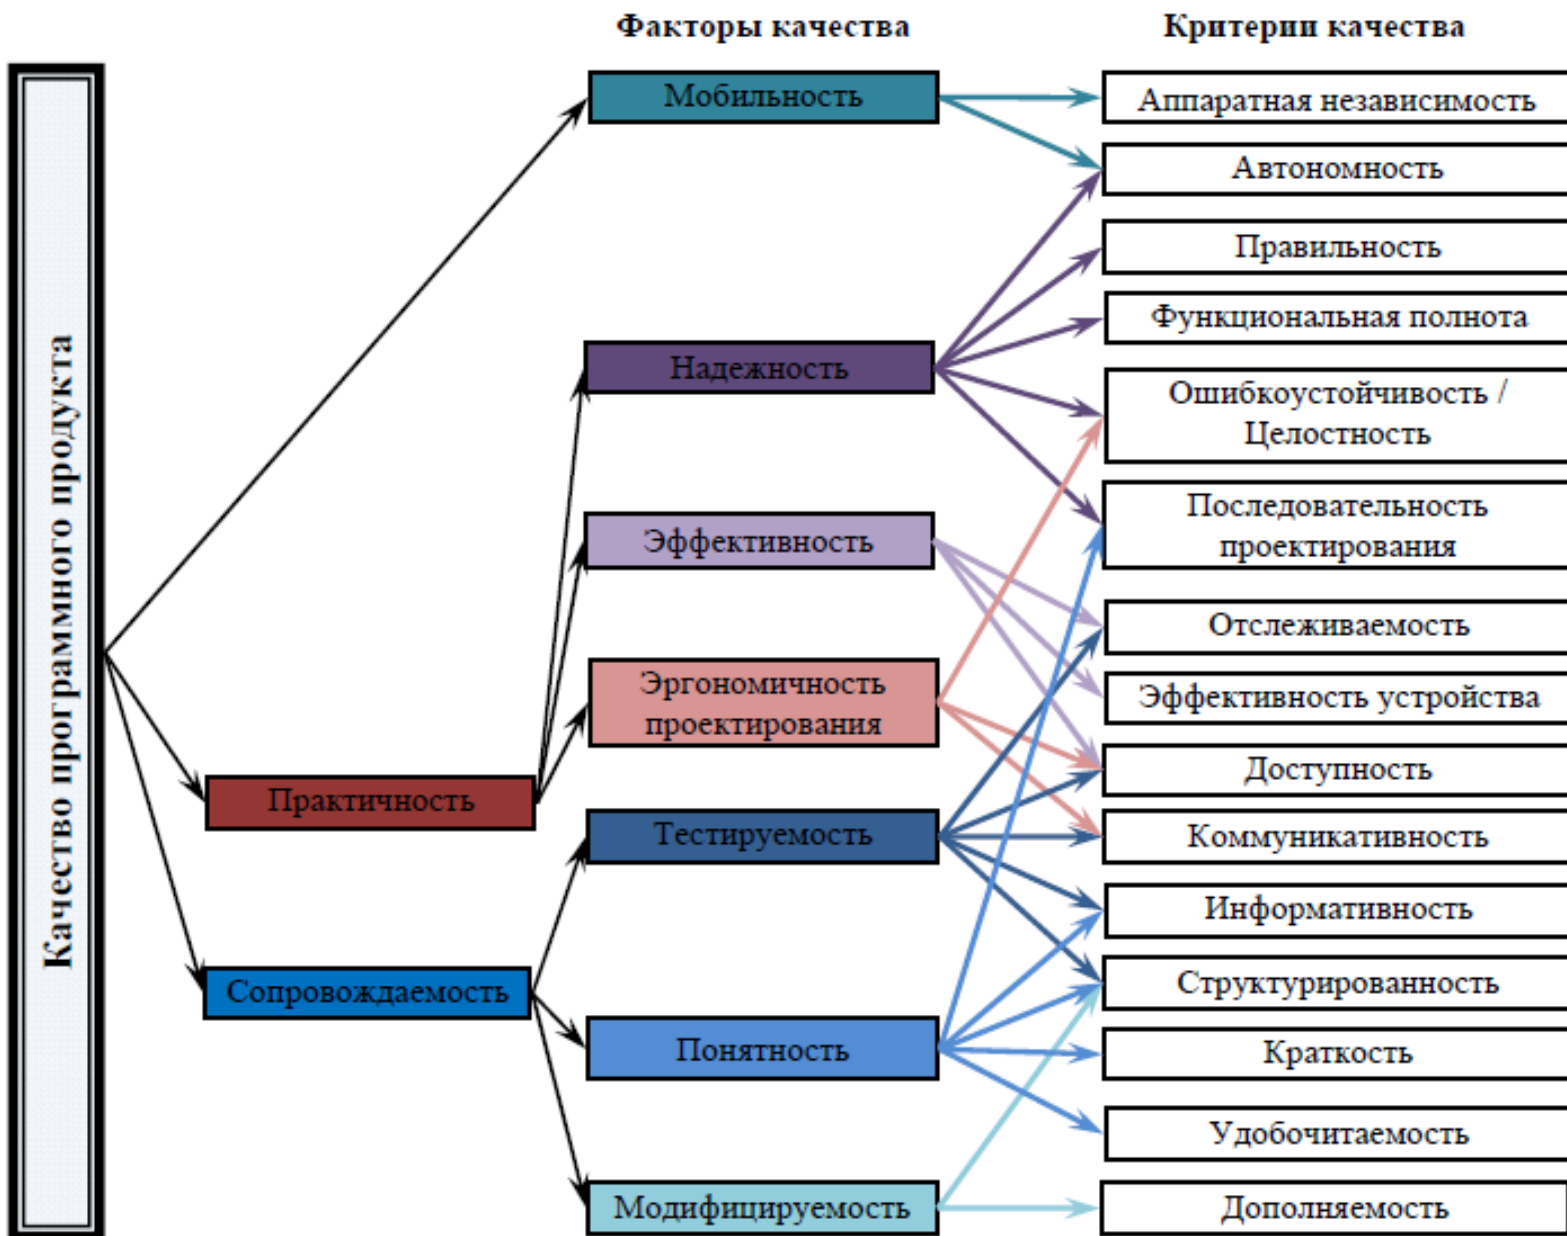 Факторы качества
Критерии качества
Качество программного продукта
Мобильность
Аппаратная независимость
Автономность
Правильность
Функциональная полнота
Надежность
Ошибкоустойчивость /
Целостность
Последовательность
проектирования
Эффективность
Отслеживаемость
Эргономичность
проектирования
Эффективность устройства
Доступность
Практичность
Тестируемость
Коммуникативность
Информативность
Сопровождаемость
Структурированность
Понятность
Краткость
Удобочитаемость
Модифицируемость
Дополняемость